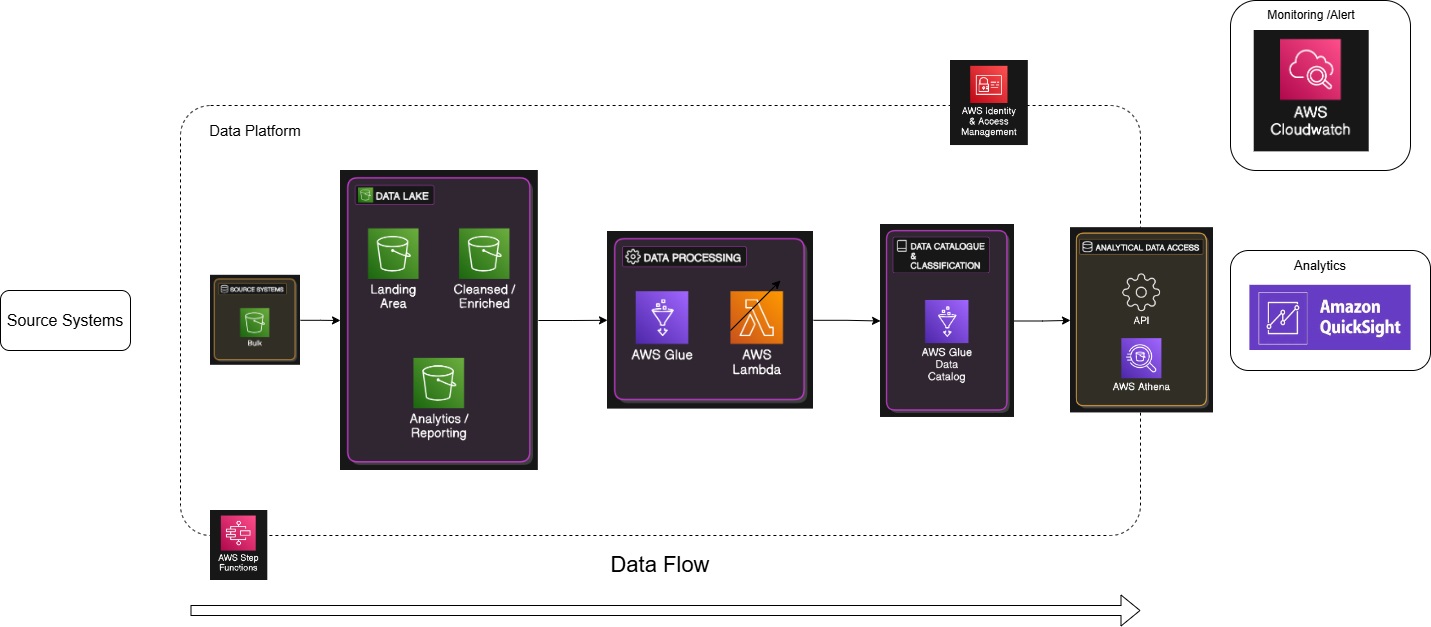 Monitoring /Alert
AWS
Cloudwatch
AWS Identity
& Access
Management
Data Platform
Source Systems
SOURCE SYSTEMS
Bulk
DATA LAKE
Landing
Area
Cleansed /
Enriched
Analytics /
Reporting
DATA PROCESSING
AWS Glue
AWS
Lambda
DATA CATALOGUE
&
CLASSIFICATION
AWS Glue
Data
Catalog
ANALYTICAL DATA ACCESS
API
AWS Athena
Analytics
Amazon
QuickSight
AWS Step
Functions
Data Flow